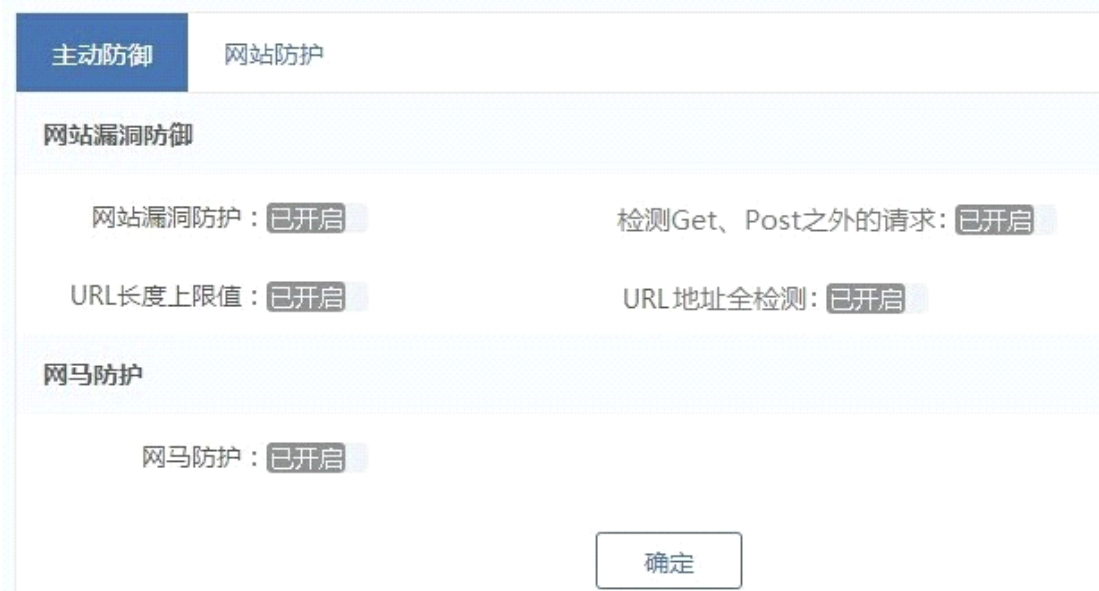 主动防御 网站防护
网站漏洞防御
网站漏洞防护：已开启 检测Get、Post之外的请求：已开启
URL长度上限值：已开启 URL地址全检测：已开启
网马防护
网马防护：已开启
确定